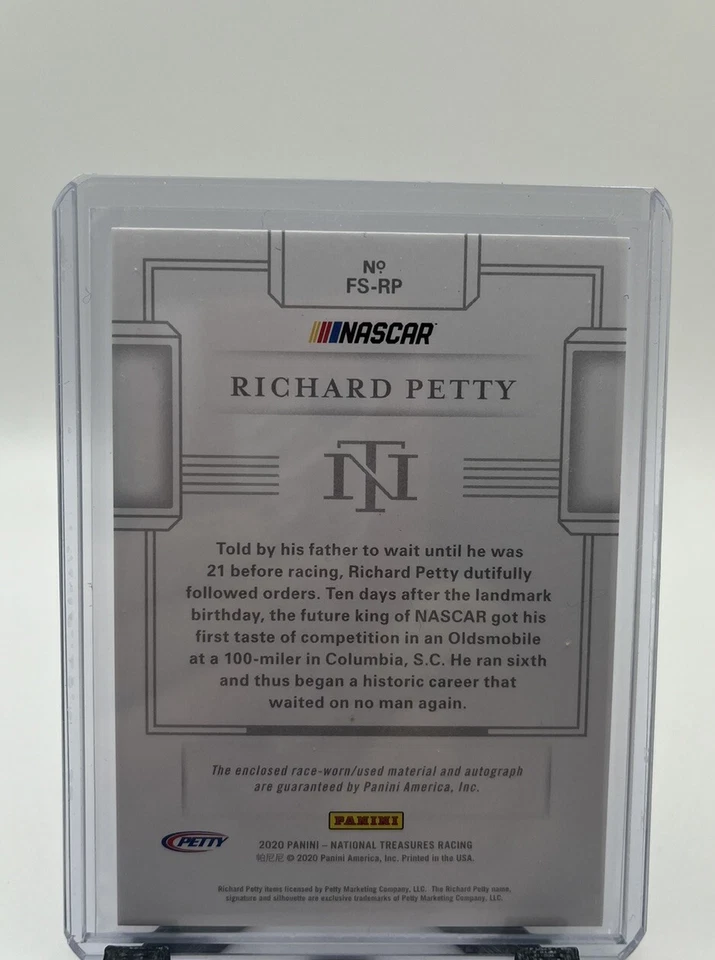 Nº
FS-RP
NASCAR
RICHARD PETTY
NT
Told by his father to wait until he was
21 before racing, Richard Petty dutifully
followed orders. Ten days after the landmark
birthday, the future king of NASCAR got his
first taste of competition in an Oldsmobile
at a 100-miler in Columbia, S.C. He ran sixth
and thus began a historic career that
waited on no man again.
The enclosed race-worn/used material and autograph
are guaranteed by Panini America, Inc.
PANINI
PETTY
2020 PANINI – NATIONAL TREASURES RACING
帕尼尼 © 2020 Panini America, Inc. Printed in the USA.
Richard Petty items licensed by Petty Marketing Company, LLC. The Richard Petty name,
signature and silhouette are exclusive trademarks of Petty Marketing Company, LLC.